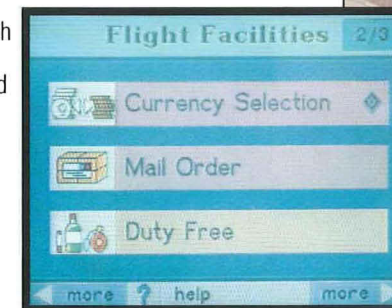 h
d
Flight Facilities 2/3
Currency Selection
Mail Order
Duty Free
more ? help more